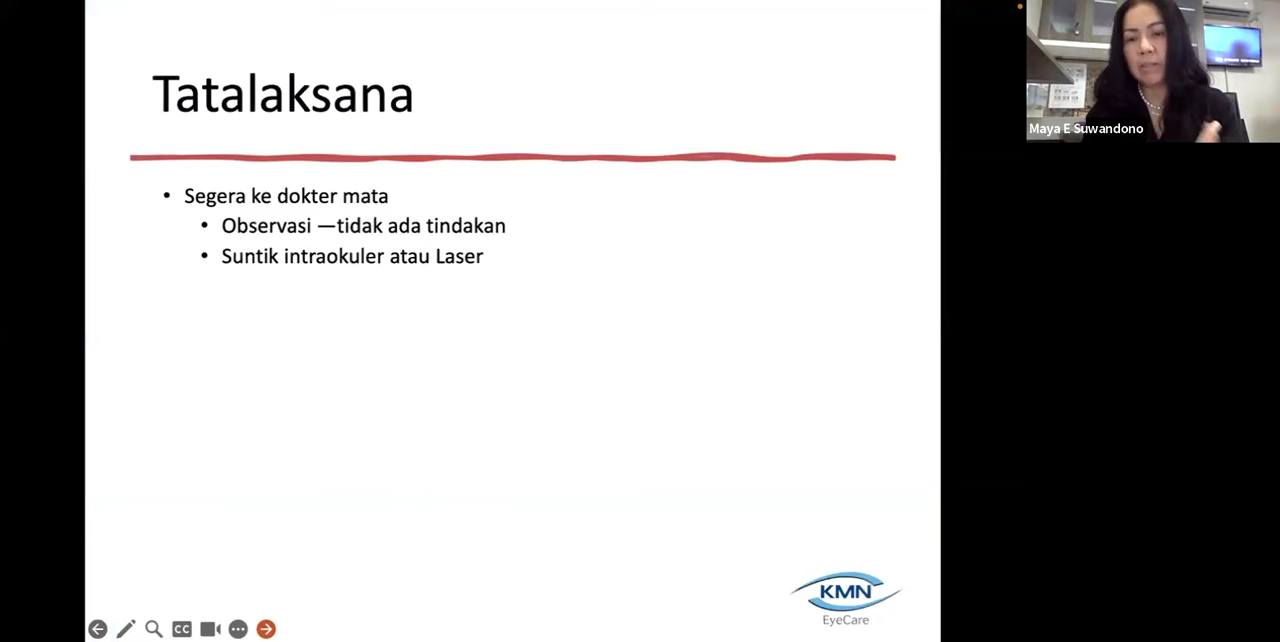 Tatalaksana
• Segera ke dokter mata
• Observasi —tidak ada tindakan
• Suntik intraokuler atau Laser
KMN
EyeCare
CC
Maya E Suwandono